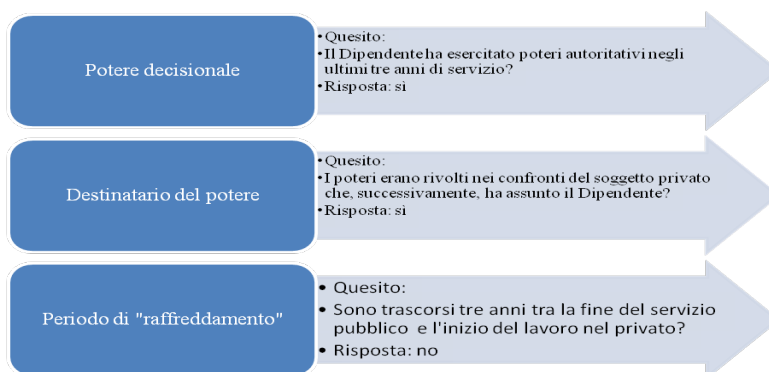 Potere decisionale
•Quesito:
•Il Dipendente ha esercitato poteri autoritativi negli
ultimi tre anni di servizio?
•Risposta: sì
Destinatario del potere
•Quesito:
•I poteri erano rivolti nei confronti del soggetto privato
che, successivamente, ha assunto il Dipendente?
•Risposta: sì
Periodo di "raffreddamento"
• Quesito:
• Sono trascorsi tre anni tra la fine del servizio
pubblico e l'inizio del lavoro nel privato?
• Risposta: no